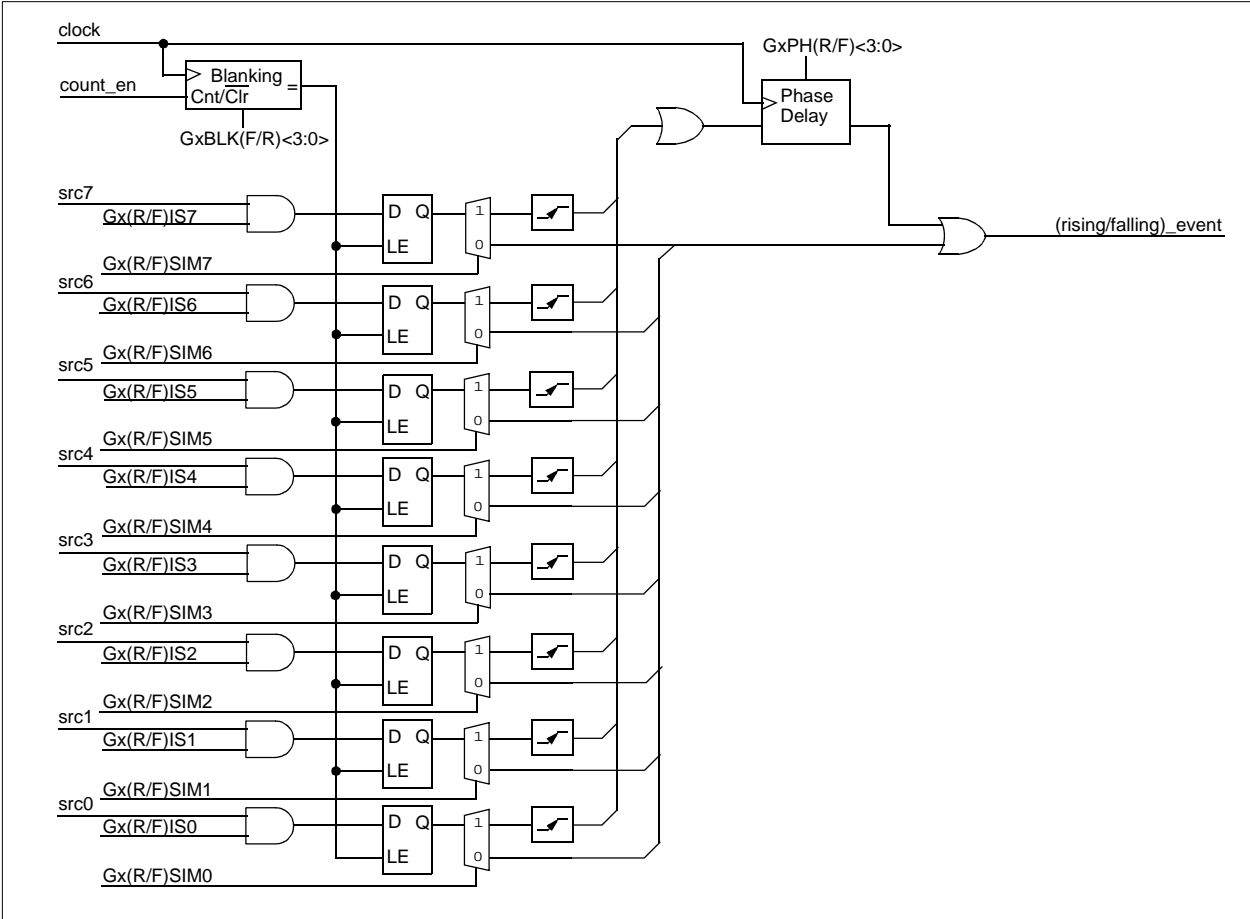 clock
GxPH(R/F)<3:0>
Blanking
=
count_en
Cnt/Clr
Phase
Delay
GxBLK(F/R)<3:0>
src7
Gx(R/F)IS7
D Q
LE
1
0
(rising/falling)_event
Gx(R/F)SIM7
src6
Gx(R/F)IS6
D Q
LE
1
0
Gx(R/F)SIM6
src5
Gx(R/F)IS5
D Q
LE
1
0
Gx(R/F)SIM5
src4
Gx(R/F)IS4
D Q
LE
1
0
Gx(R/F)SIM4
src3
Gx(R/F)IS3
D Q
LE
1
0
Gx(R/F)SIM3
src2
Gx(R/F)IS2
D Q
LE
1
0
Gx(R/F)SIM2
src1
Gx(R/F)IS1
D Q
LE
1
0
Gx(R/F)SIM1
src0
Gx(R/F)IS0
D Q
LE
1
0
Gx(R/F)SIM0